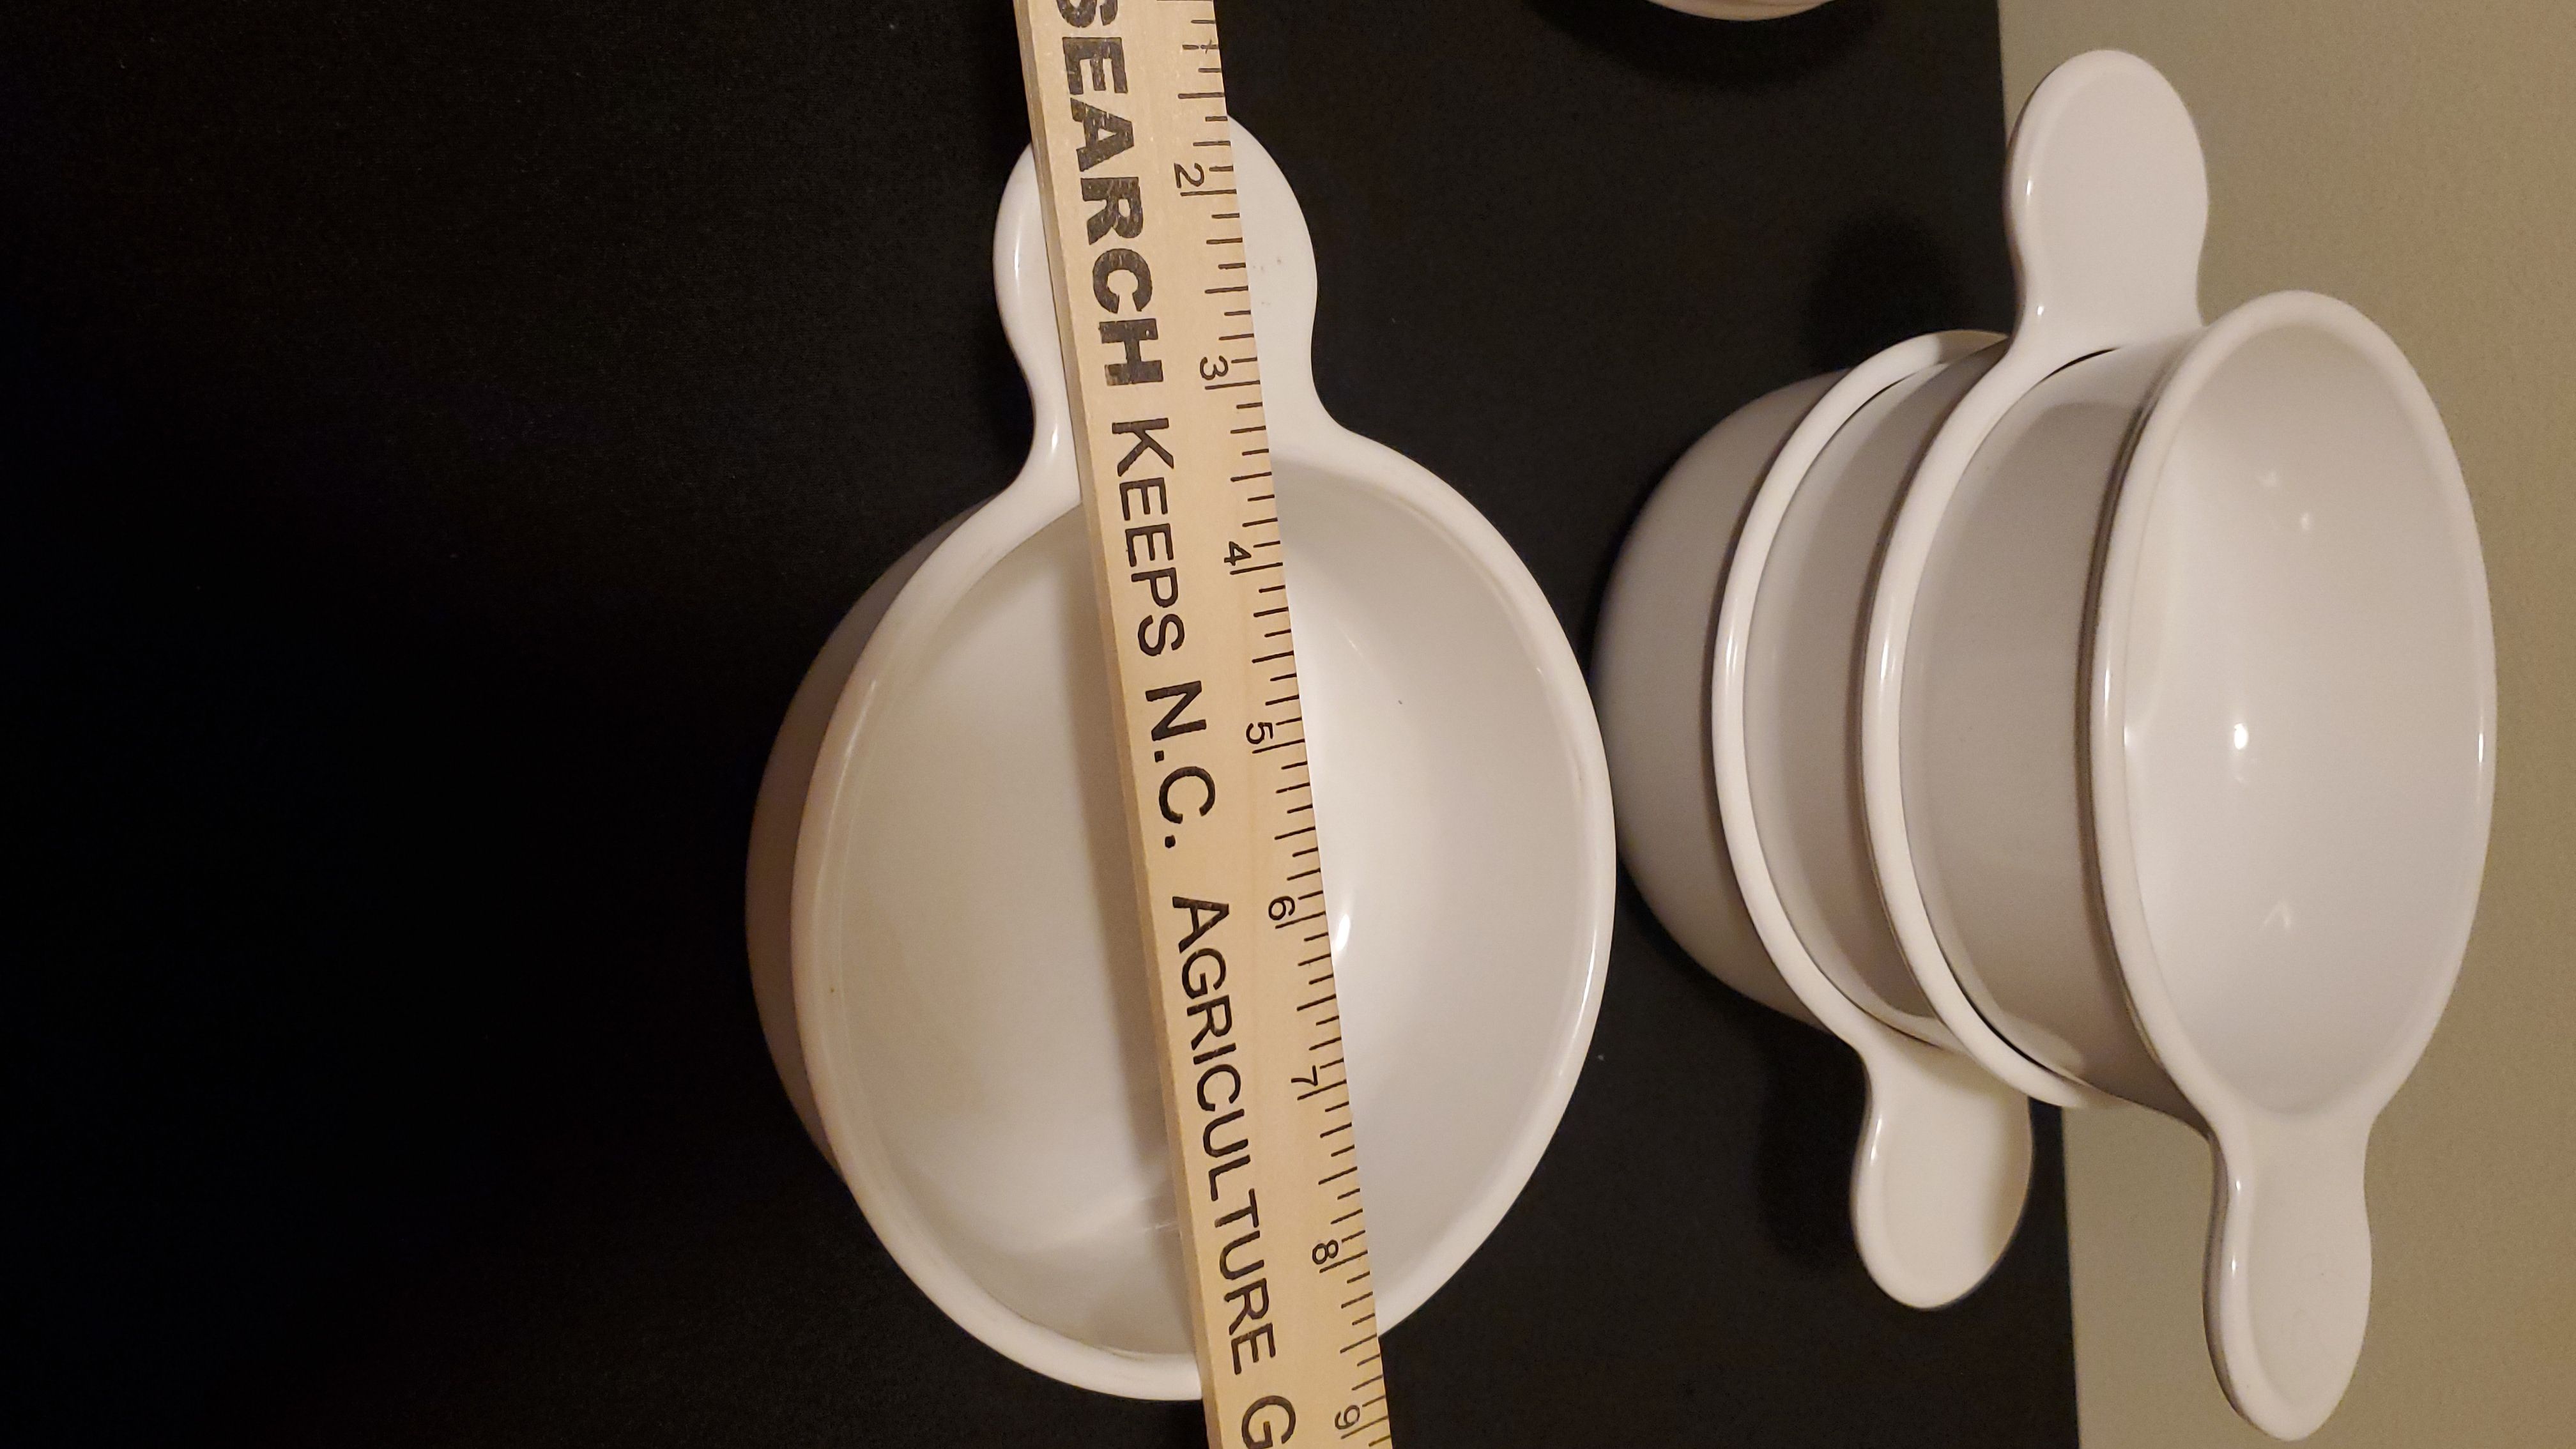 SEARCH KEEPS N.C. AGRICULTURE G
2 3 4 5 6 7 8 9